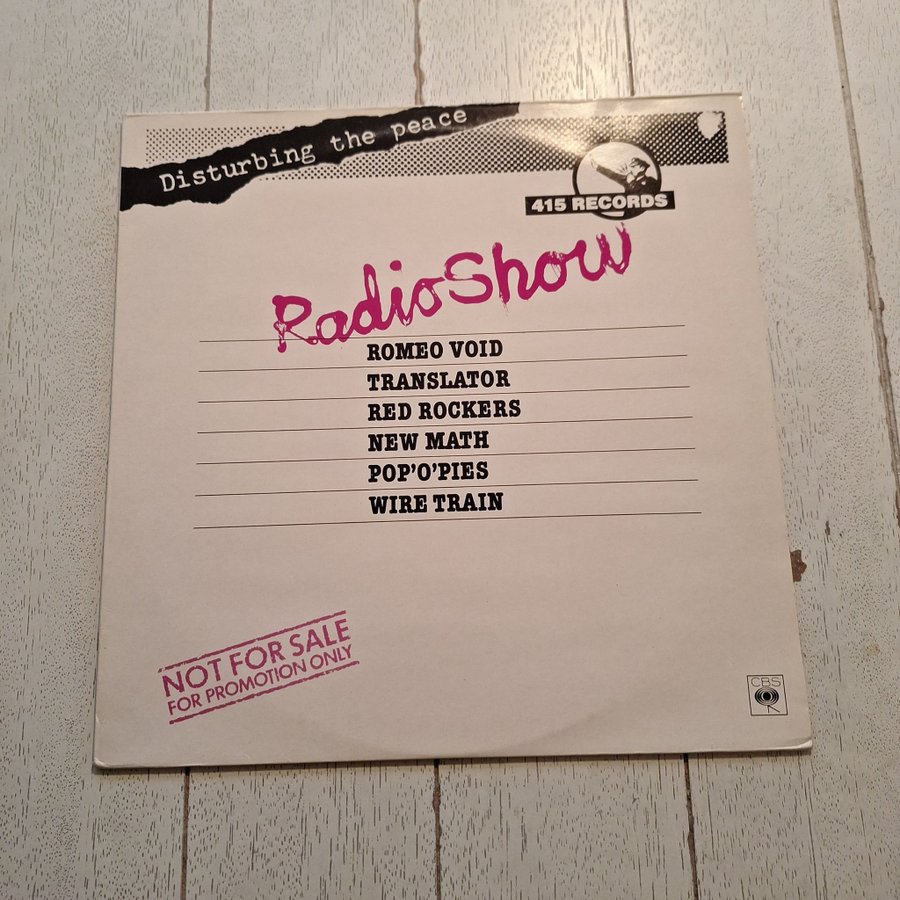 Disturbing the peace
415 RECORDS
RadioShow
ROMEO VOID
TRANSLATOR
RED ROCKERS
NEW MATH
POP'O'PIES
WIRE TRAIN
NOT FOR SALE
FOR PROMOTION ONLY
CBS